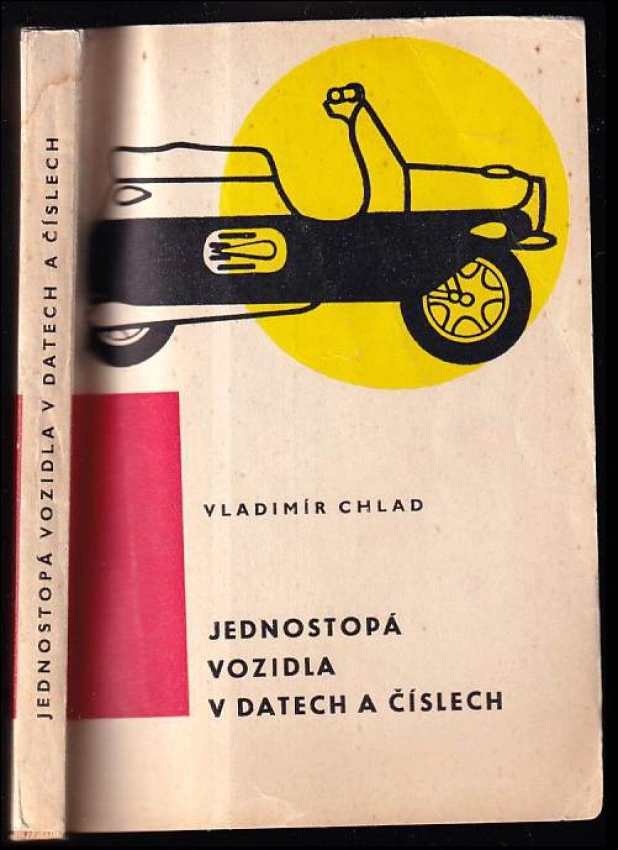 JEDNOSTOPÁ VOZIDLA V DATECH A ČÍSLECH
VLADIMÍR CHLAD
JEDNOSTOPÁ
VOZIDLA
V DATECH A ČÍSLECH